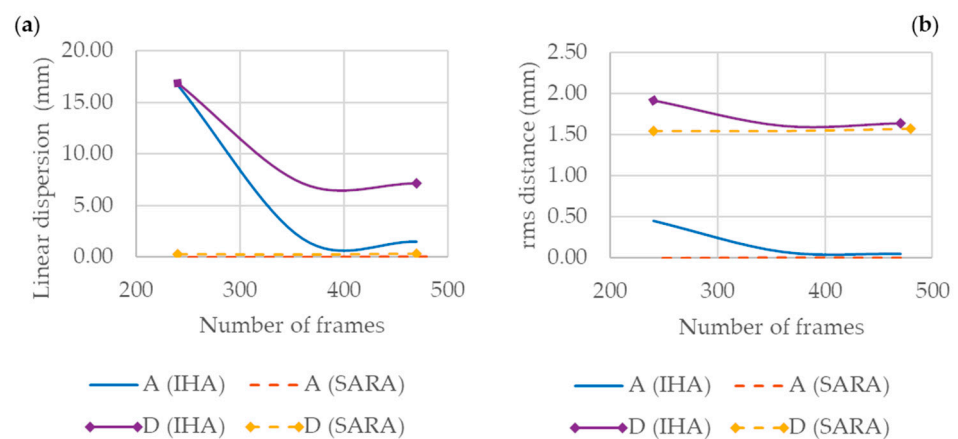 (a)
20.00
15.00
10.00
5.00
0.00
Linear dispersion (mm)
200 300 400 500
Number of frames
A (IHA) A (SARA)
D (IHA) D (SARA)
(b)
2.50
2.00
1.50
1.00
0.50
0.00
rms distance (mm)
200 300 400 500
Number of frames
A (IHA) A (SARA)
D (IHA) D (SARA)